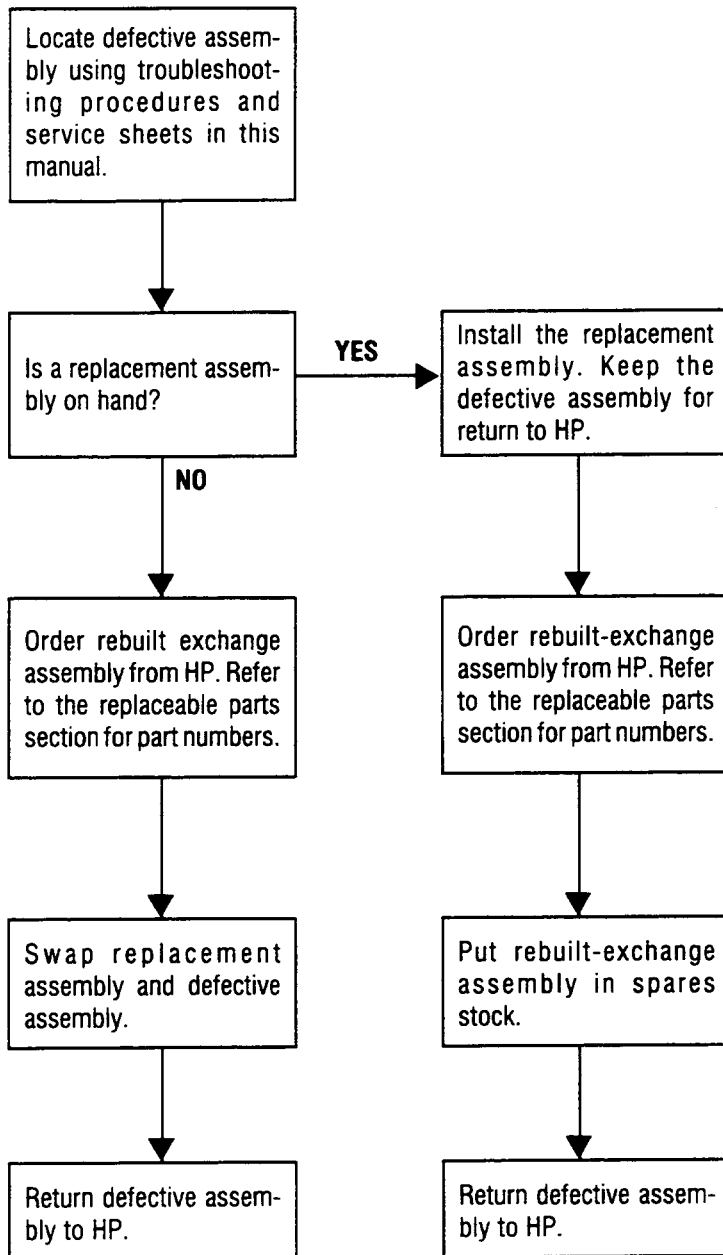 Locate defective assem-
bly using troubleshoot-
ing procedures and
service sheets in this
manual.
Is a replacement assem-
bly on hand?
YES
Install the replacement
assembly. Keep the
defective assembly for
return to HP.
NO
Order rebuilt exchange
assembly from HP. Refer
to the replaceable parts
section for part numbers.
Order rebuilt-exchange
assembly from HP. Refer
to the replaceable parts
section for part numbers.
Swap replacement
assembly and defective
assembly.
Put rebuilt-exchange
assembly in spares
stock.
Return defective assem-
bly to HP.
Return defective assem-
bly to HP.